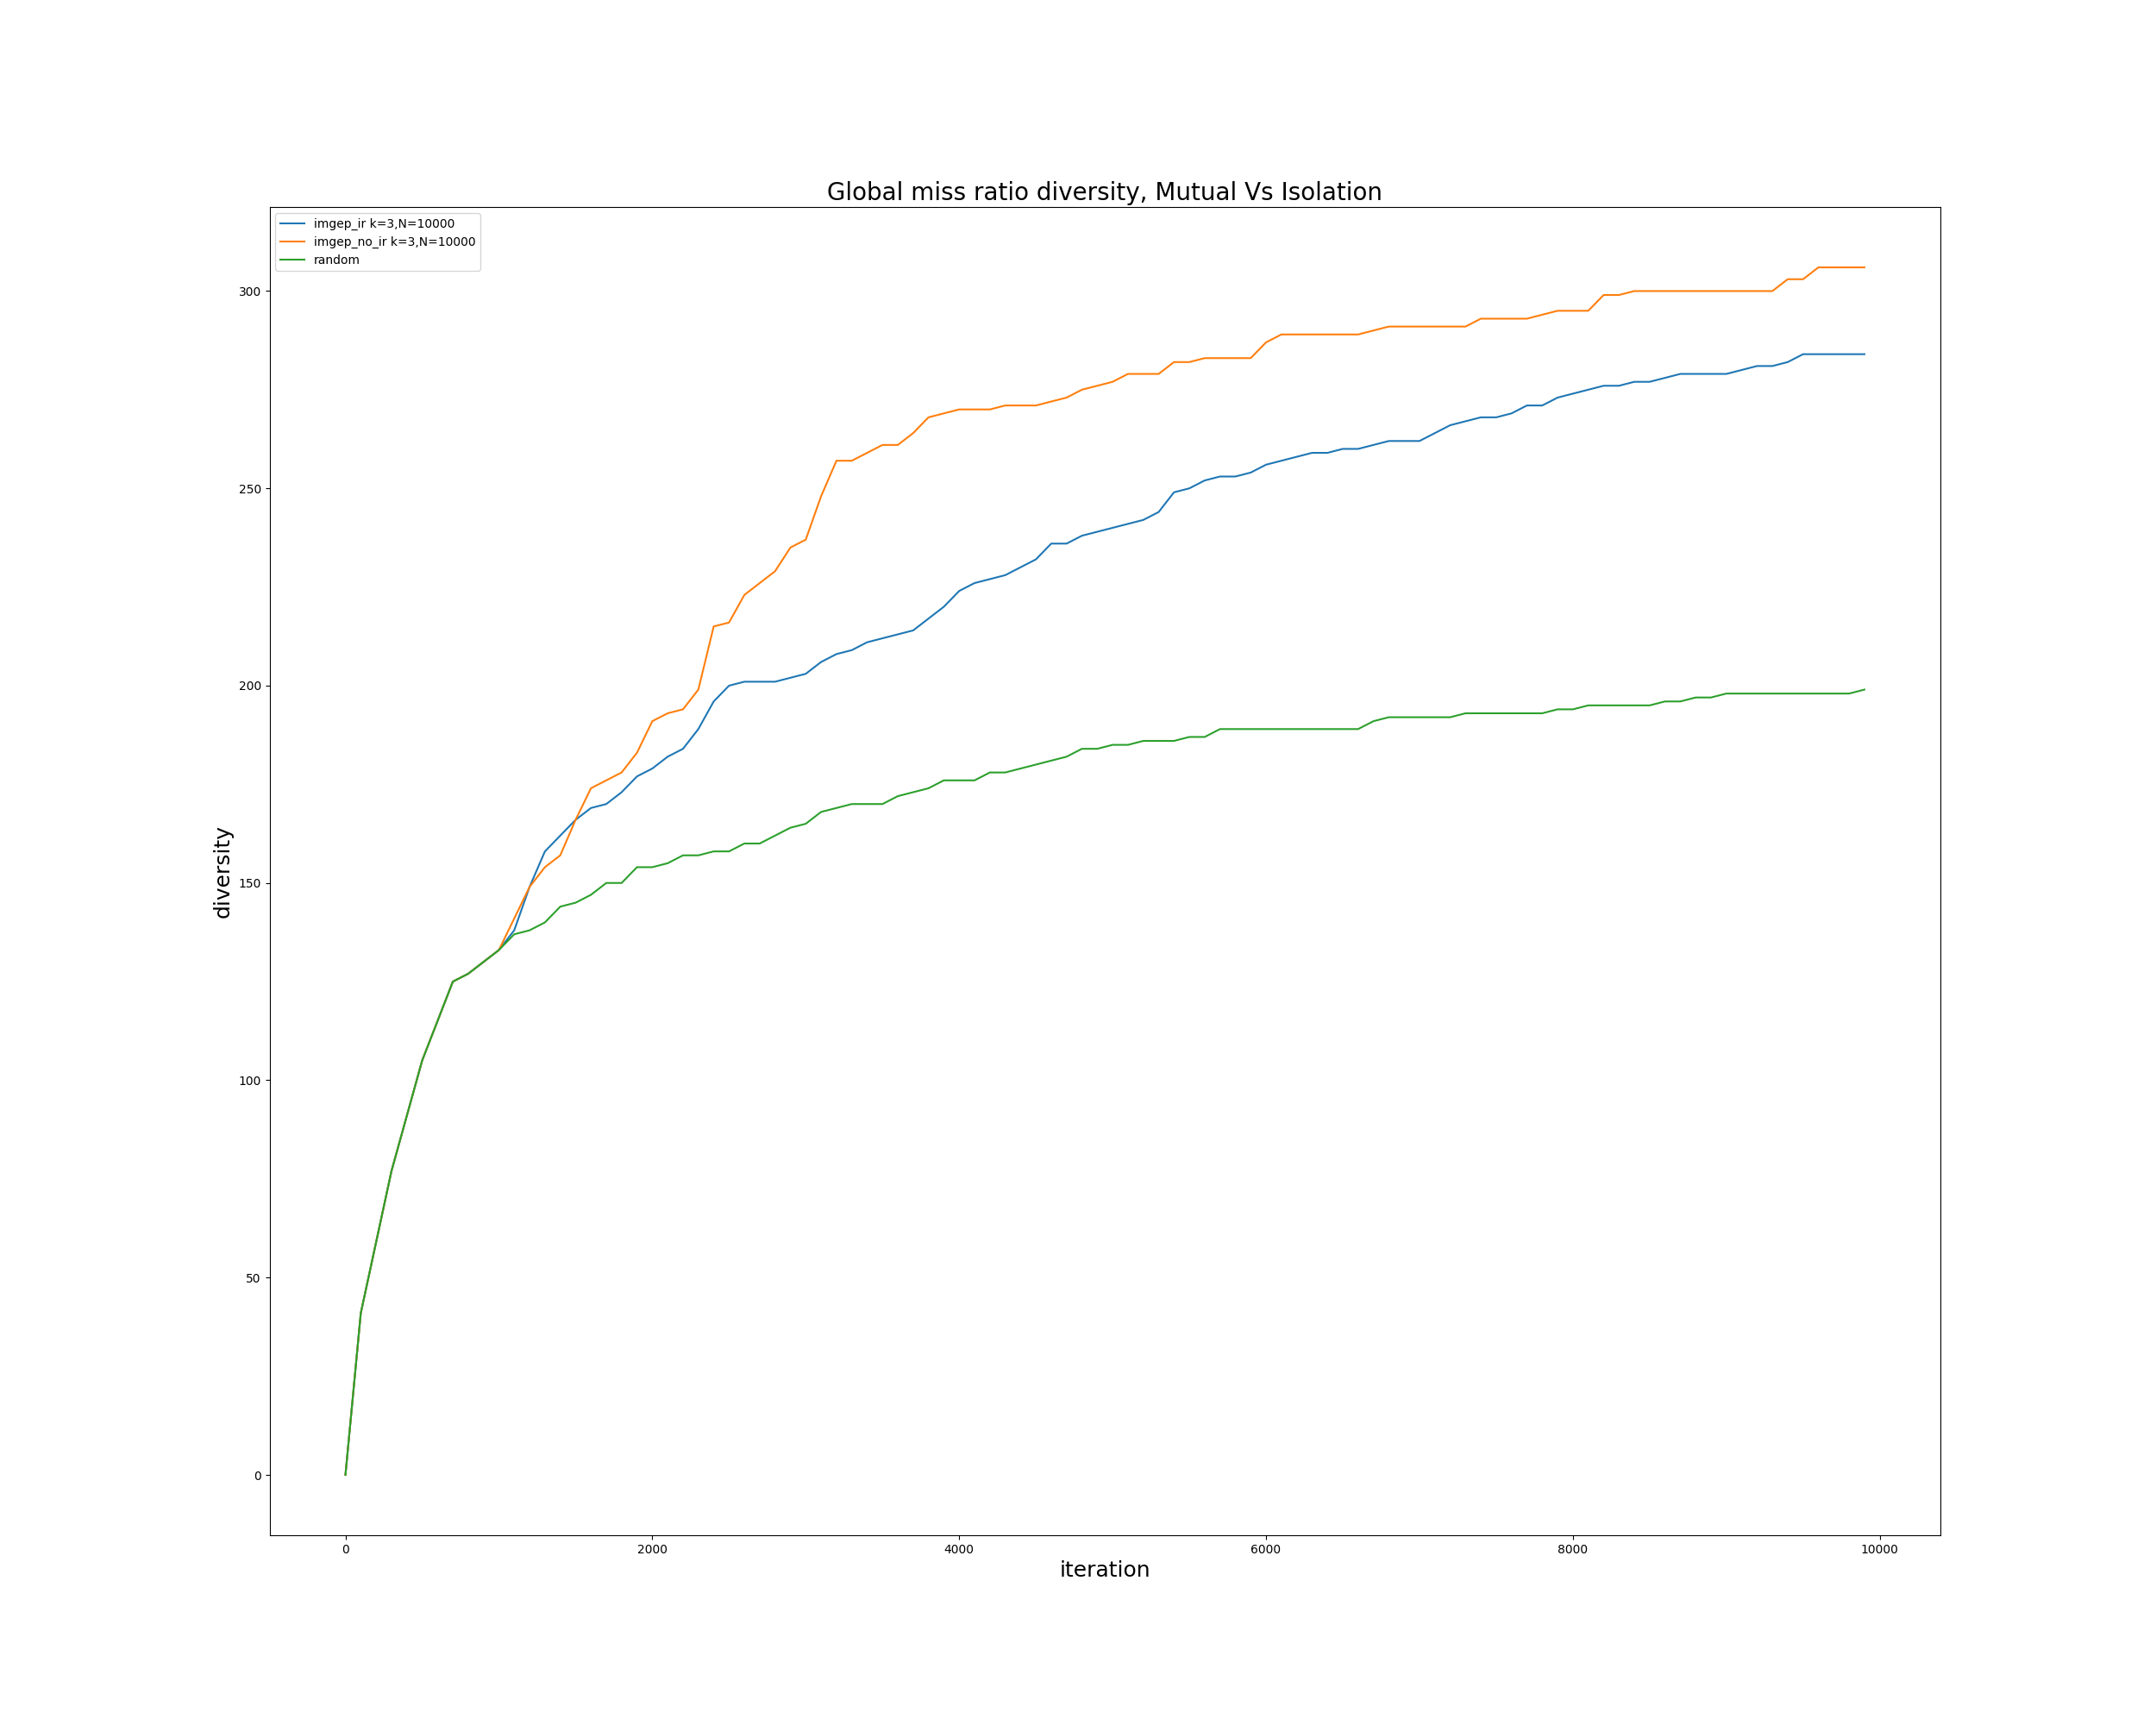 Global miss ratio diversity, Mutual Vs Isolation
imgep_ir k=3,N=10000
imgep_no_ir k=3,N=10000
random
300
250
200
150
100
50
0
diversity
0 2000 4000 6000 8000 10000
iteration